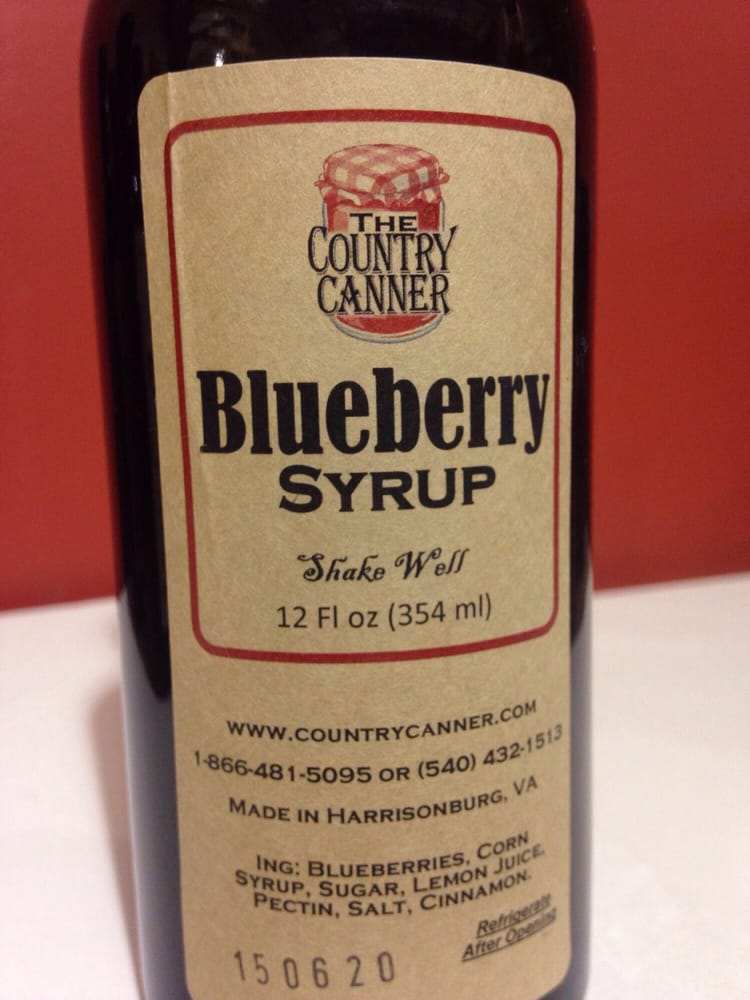 THE
COUNTRY
CANNER
Blueberry
SYRUP
Shake Well
12 Fl oz (354 ml)
WWW.COUNTRYCANNER.COM
1-866-481-5095 OR (540) 432-1513
MADE IN HARRISONBURG, VA
ING: BLUEBERRIES, CORN
SYRUP, SUGAR, LEMON JUICE,
PECTIN, SALT, CINNAMON.
Refrigerate
After Opening
150620